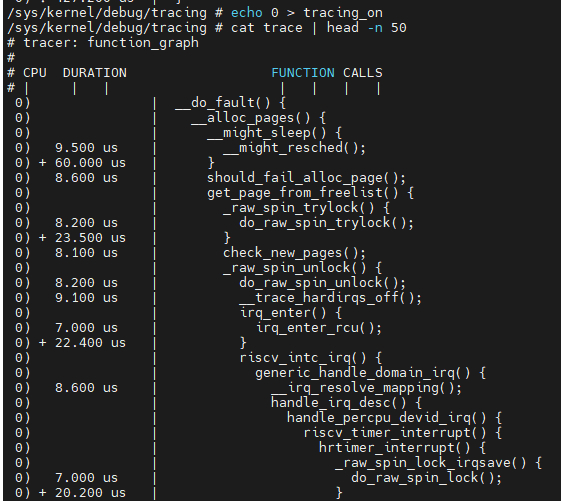 /sys/kernel/debug/tracing # echo 0 > tracing_on
/sys/kernel/debug/tracing # cat trace | head -n 50
# tracer: function_graph
#
# CPU  DURATION                  FUNCTION CALLS
# |     |   |                     |   |   |   |
 0)               |  __do_fault() {
 0)               |    __alloc_pages() {
 0)               |      __might_sleep() {
 0)   9.500 us    |        __might_resched();
 0) + 60.000 us   |      }
 0)   8.600 us    |      should_fail_alloc_page();
 0)               |      get_page_from_freelist() {
 0)               |        _raw_spin_trylock() {
 0)   8.200 us    |          do_raw_spin_trylock();
 0) + 23.500 us   |        }
 0)   8.100 us    |        check_new_pages();
 0)               |        _raw_spin_unlock() {
 0)   8.200 us    |          do_raw_spin_unlock();
 0)   9.100 us    |          __trace_hardirqs_off();
 0)               |          irq_enter() {
 0)   7.000 us    |            irq_enter_rcu();
 0) + 22.400 us   |          }
 0)               |          riscv_intc_irq() {
 0)               |            generic_handle_domain_irq() {
 0)   8.600 us    |              __irq_resolve_mapping();
 0)               |              handle_irq_desc() {
 0)               |                handle_percpu_devid_irq() {
 0)               |                  riscv_timer_interrupt() {
 0)               |                    hrtimer_interrupt() {
 0)               |                      _raw_spin_lock_irqsave() {
 0)   7.000 us    |                        do_raw_spin_lock();
 0) + 20.200 us   |                      }